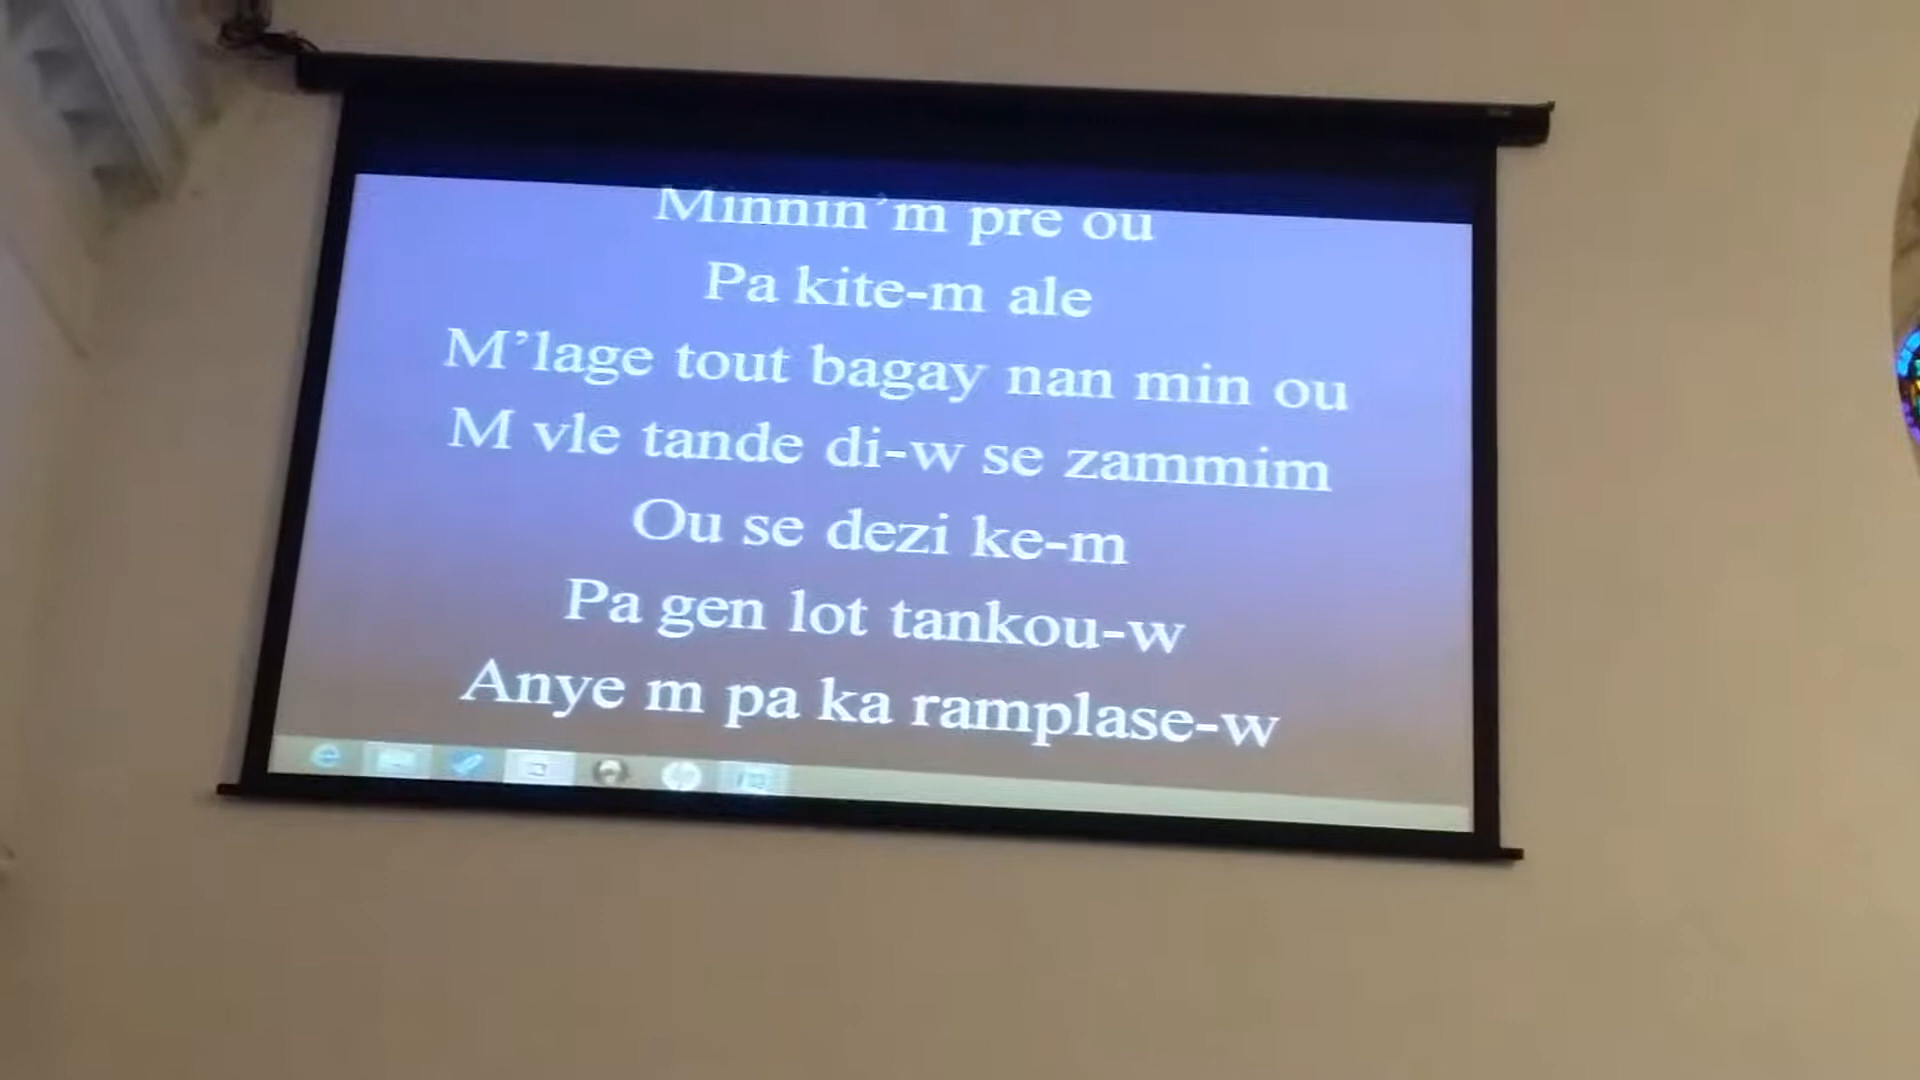 Minnin’m pre ou
Pa kite-m ale
M’lage tout bagay nan min ou
M vle tande di-w se zammim
Ou se dezi ke-m
Pa gen lot tankou-w
Anye m pa ka ramplase-w